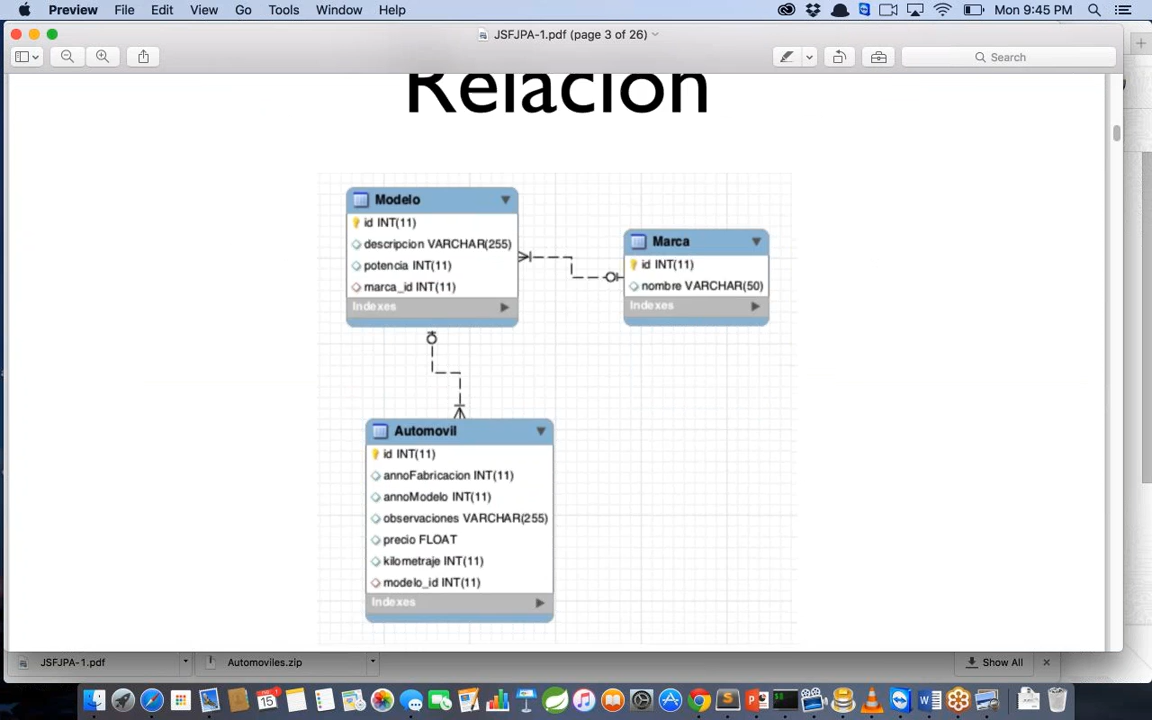 Preview File Edit View Go Tools Window Help Mon 9:45 PM
JSFJPA-1.pdf (page 3 of 26)
Search
Relación
Modelo
id INT(11)
descripcion VARCHAR(255)
potencia INT(11)
marca_id INT(11)
Indexes
Marca
id INT(11)
nombre VARCHAR(50)
Indexes
Automovil
id INT(11)
annoFabricacion INT(11)
annoModelo INT(11)
observaciones VARCHAR(255)
precio FLOAT
kilometraje INT(11)
modelo_id INT(11)
Indexes
JSFJPA-1.pdf Automoviles.zip Show All
15